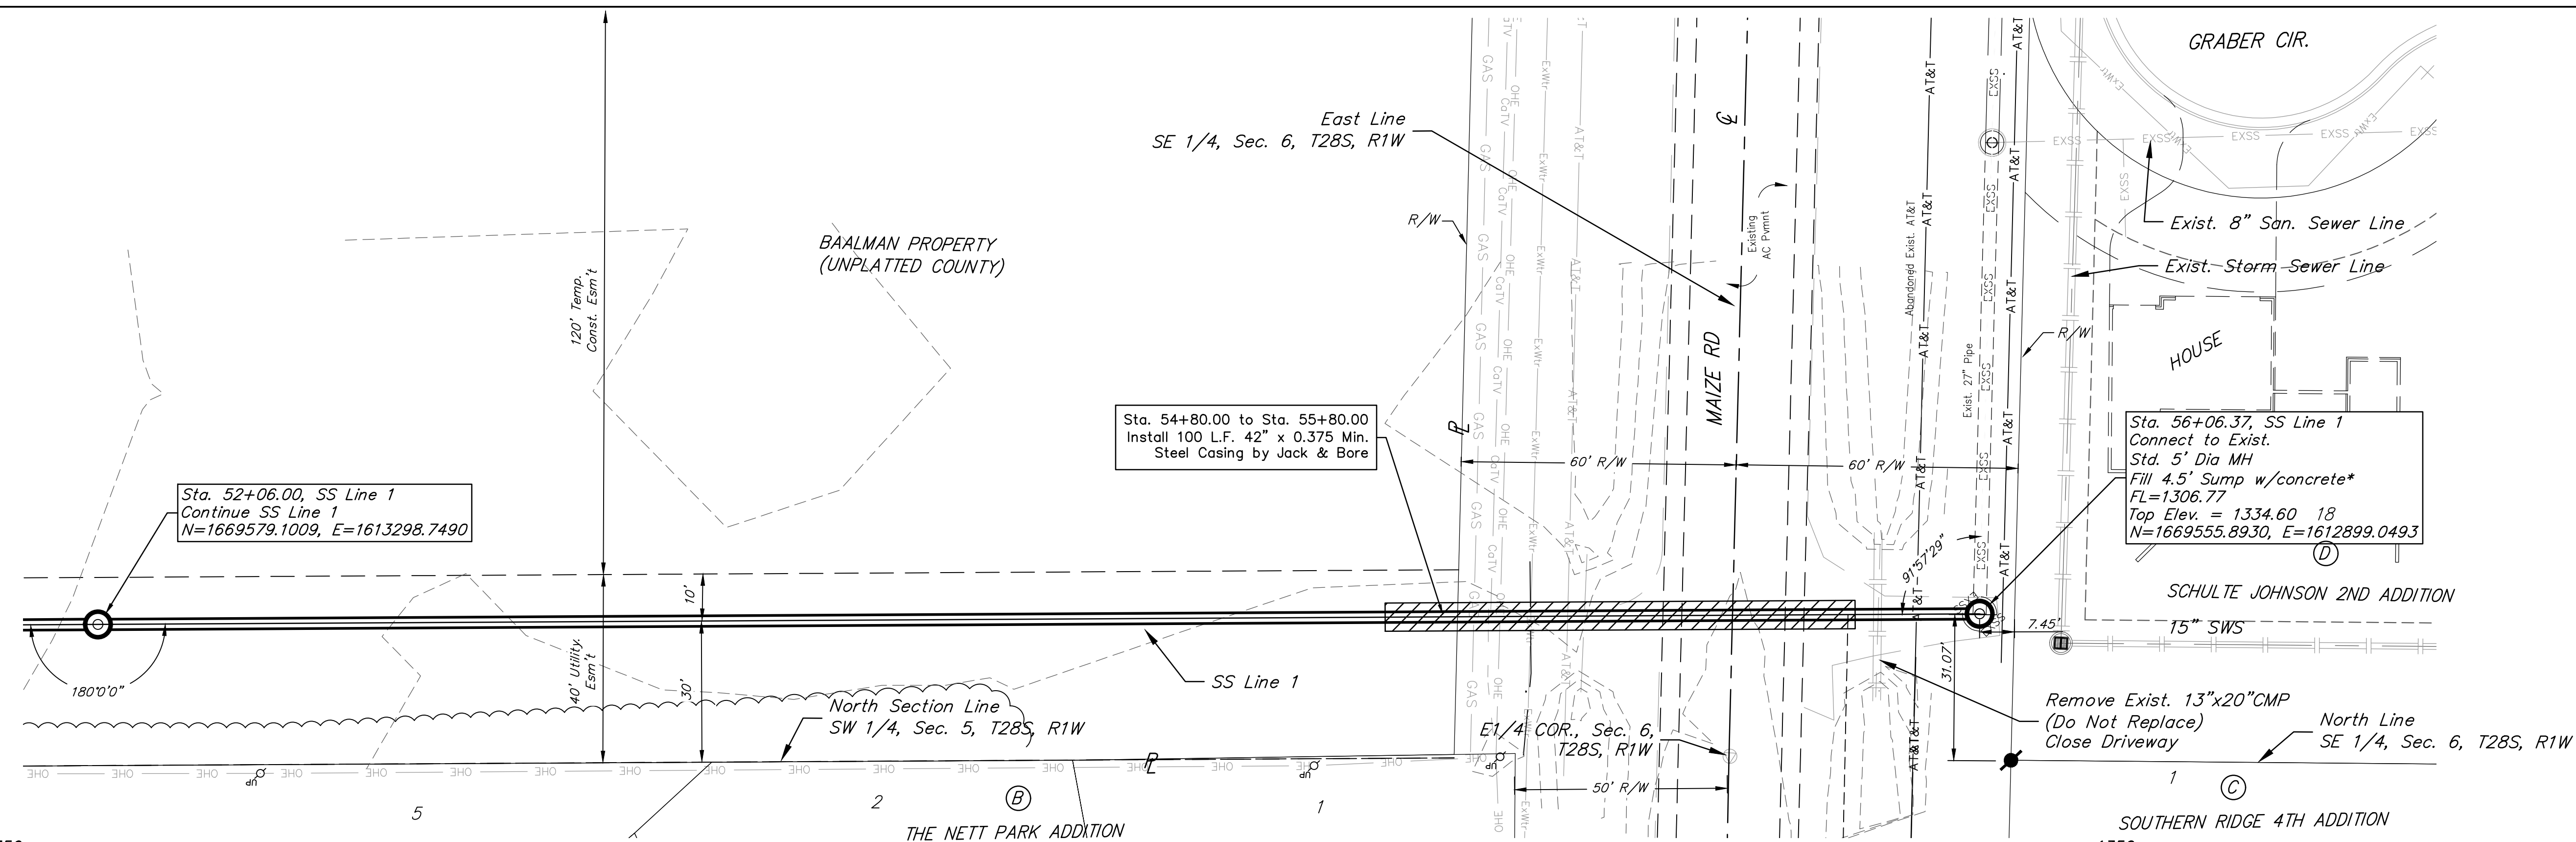 GRABER CIR.
East Line
SE 1/4, Sec. 6, T28S, R1W
R/W
℄
Existing
AC Pvmnt
Abandoned Exist. AT&T
Exist. 27" Pipe
Exist. 8" San. Sewer Line
Exist. Storm Sewer Line
R/W
HOUSE
MAIZE RD
BAALMAN PROPERTY
(UNPLATTED COUNTY)
120' Temp.
Const. Esm't
Sta. 54+80.00 to Sta. 55+80.00
Install 100 L.F. 42" x 0.375 Min.
Steel Casing by Jack & Bore
60' R/W
60' R/W
Sta. 56+06.37, SS Line 1
Connect to Exist.
Std. 5' Dia MH
Fill 4.5' Sump w/concrete*
FL=1306.77
Top Elev. = 1334.60 18
N=1669555.8930, E=1612899.0493
D
SCHULTE JOHNSON 2ND ADDITION
15" SWS
7.45'
31.07'
91°57'29"
Sta. 52+06.00, SS Line 1
Continue SS Line 1
N=1669579.1009, E=1613298.7490
180°0'0"
10'
40' Utility.
Esm't
30'
SS Line 1
North Section Line
SW 1/4, Sec. 5, T28S, R1W
E1/4 COR., Sec. 6,
T28S, R1W
50' R/W
Remove Exist. 13"x20"CMP
(Do Not Replace)
Close Driveway
North Line
SE 1/4, Sec. 6, T28S, R1W
5
2
B
1
1
C
THE NETT PARK ADDITION
SOUTHERN RIDGE 4TH ADDITION
GAS
OHE
CaTV
ExWtr
AT&T
EXSS
UP